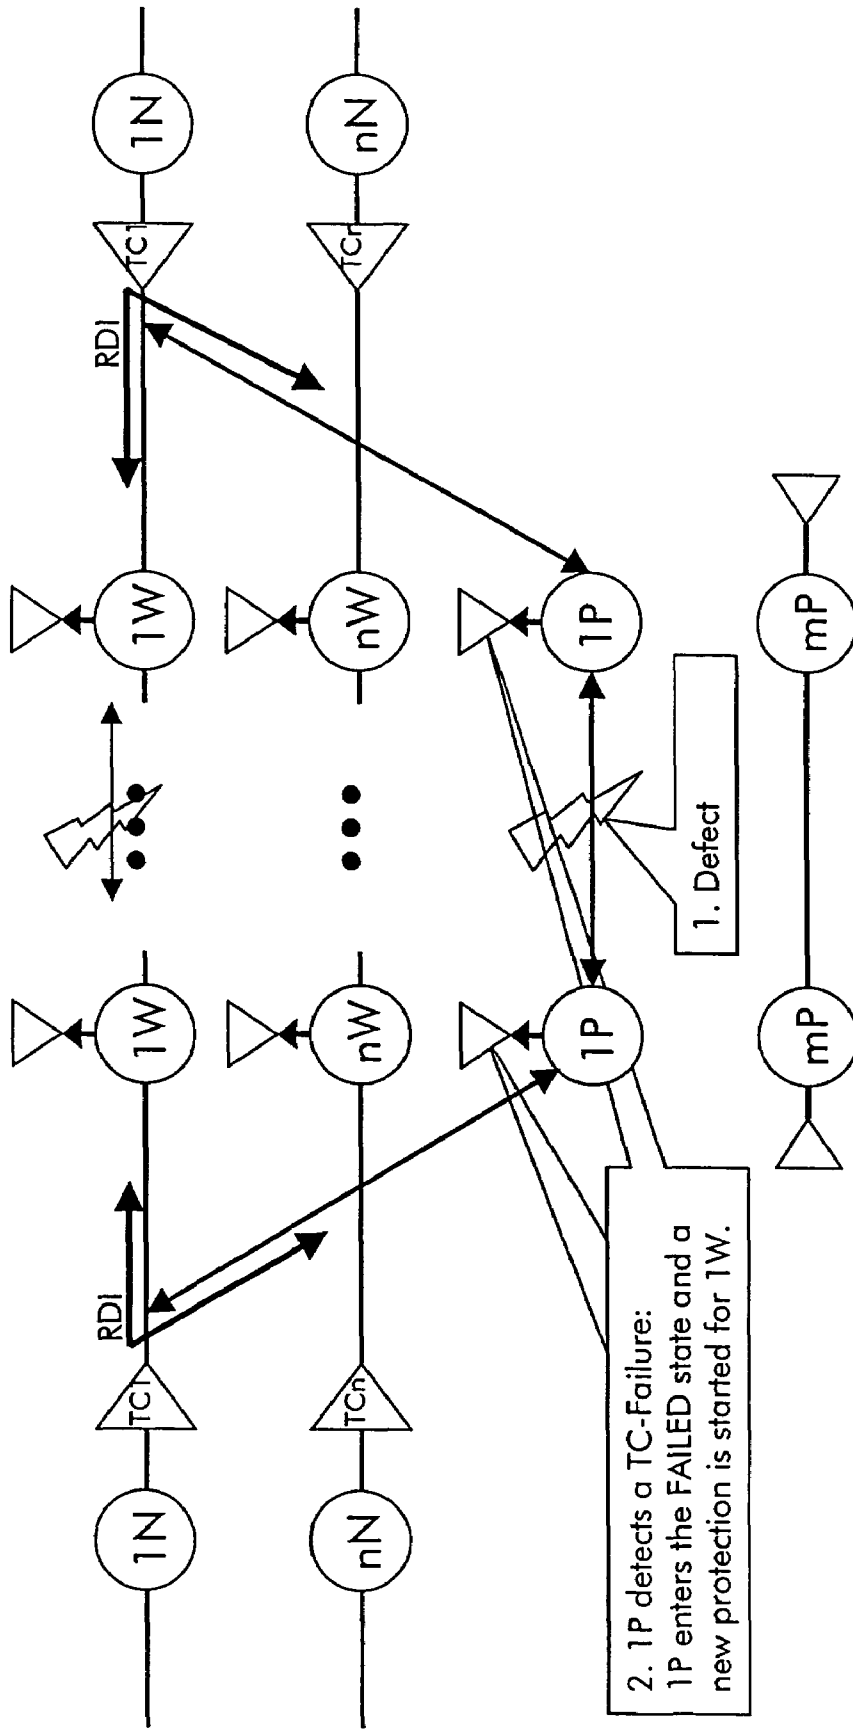 RDI RDI
1N TC1 1W 1W TC1 1N
nN TCn nW nW TCn nN
1P 1P
2. 1P detects a TC-Failure:
1P enters the FAILED state and a
new protection is started for 1W.
1. Defect
mP mP